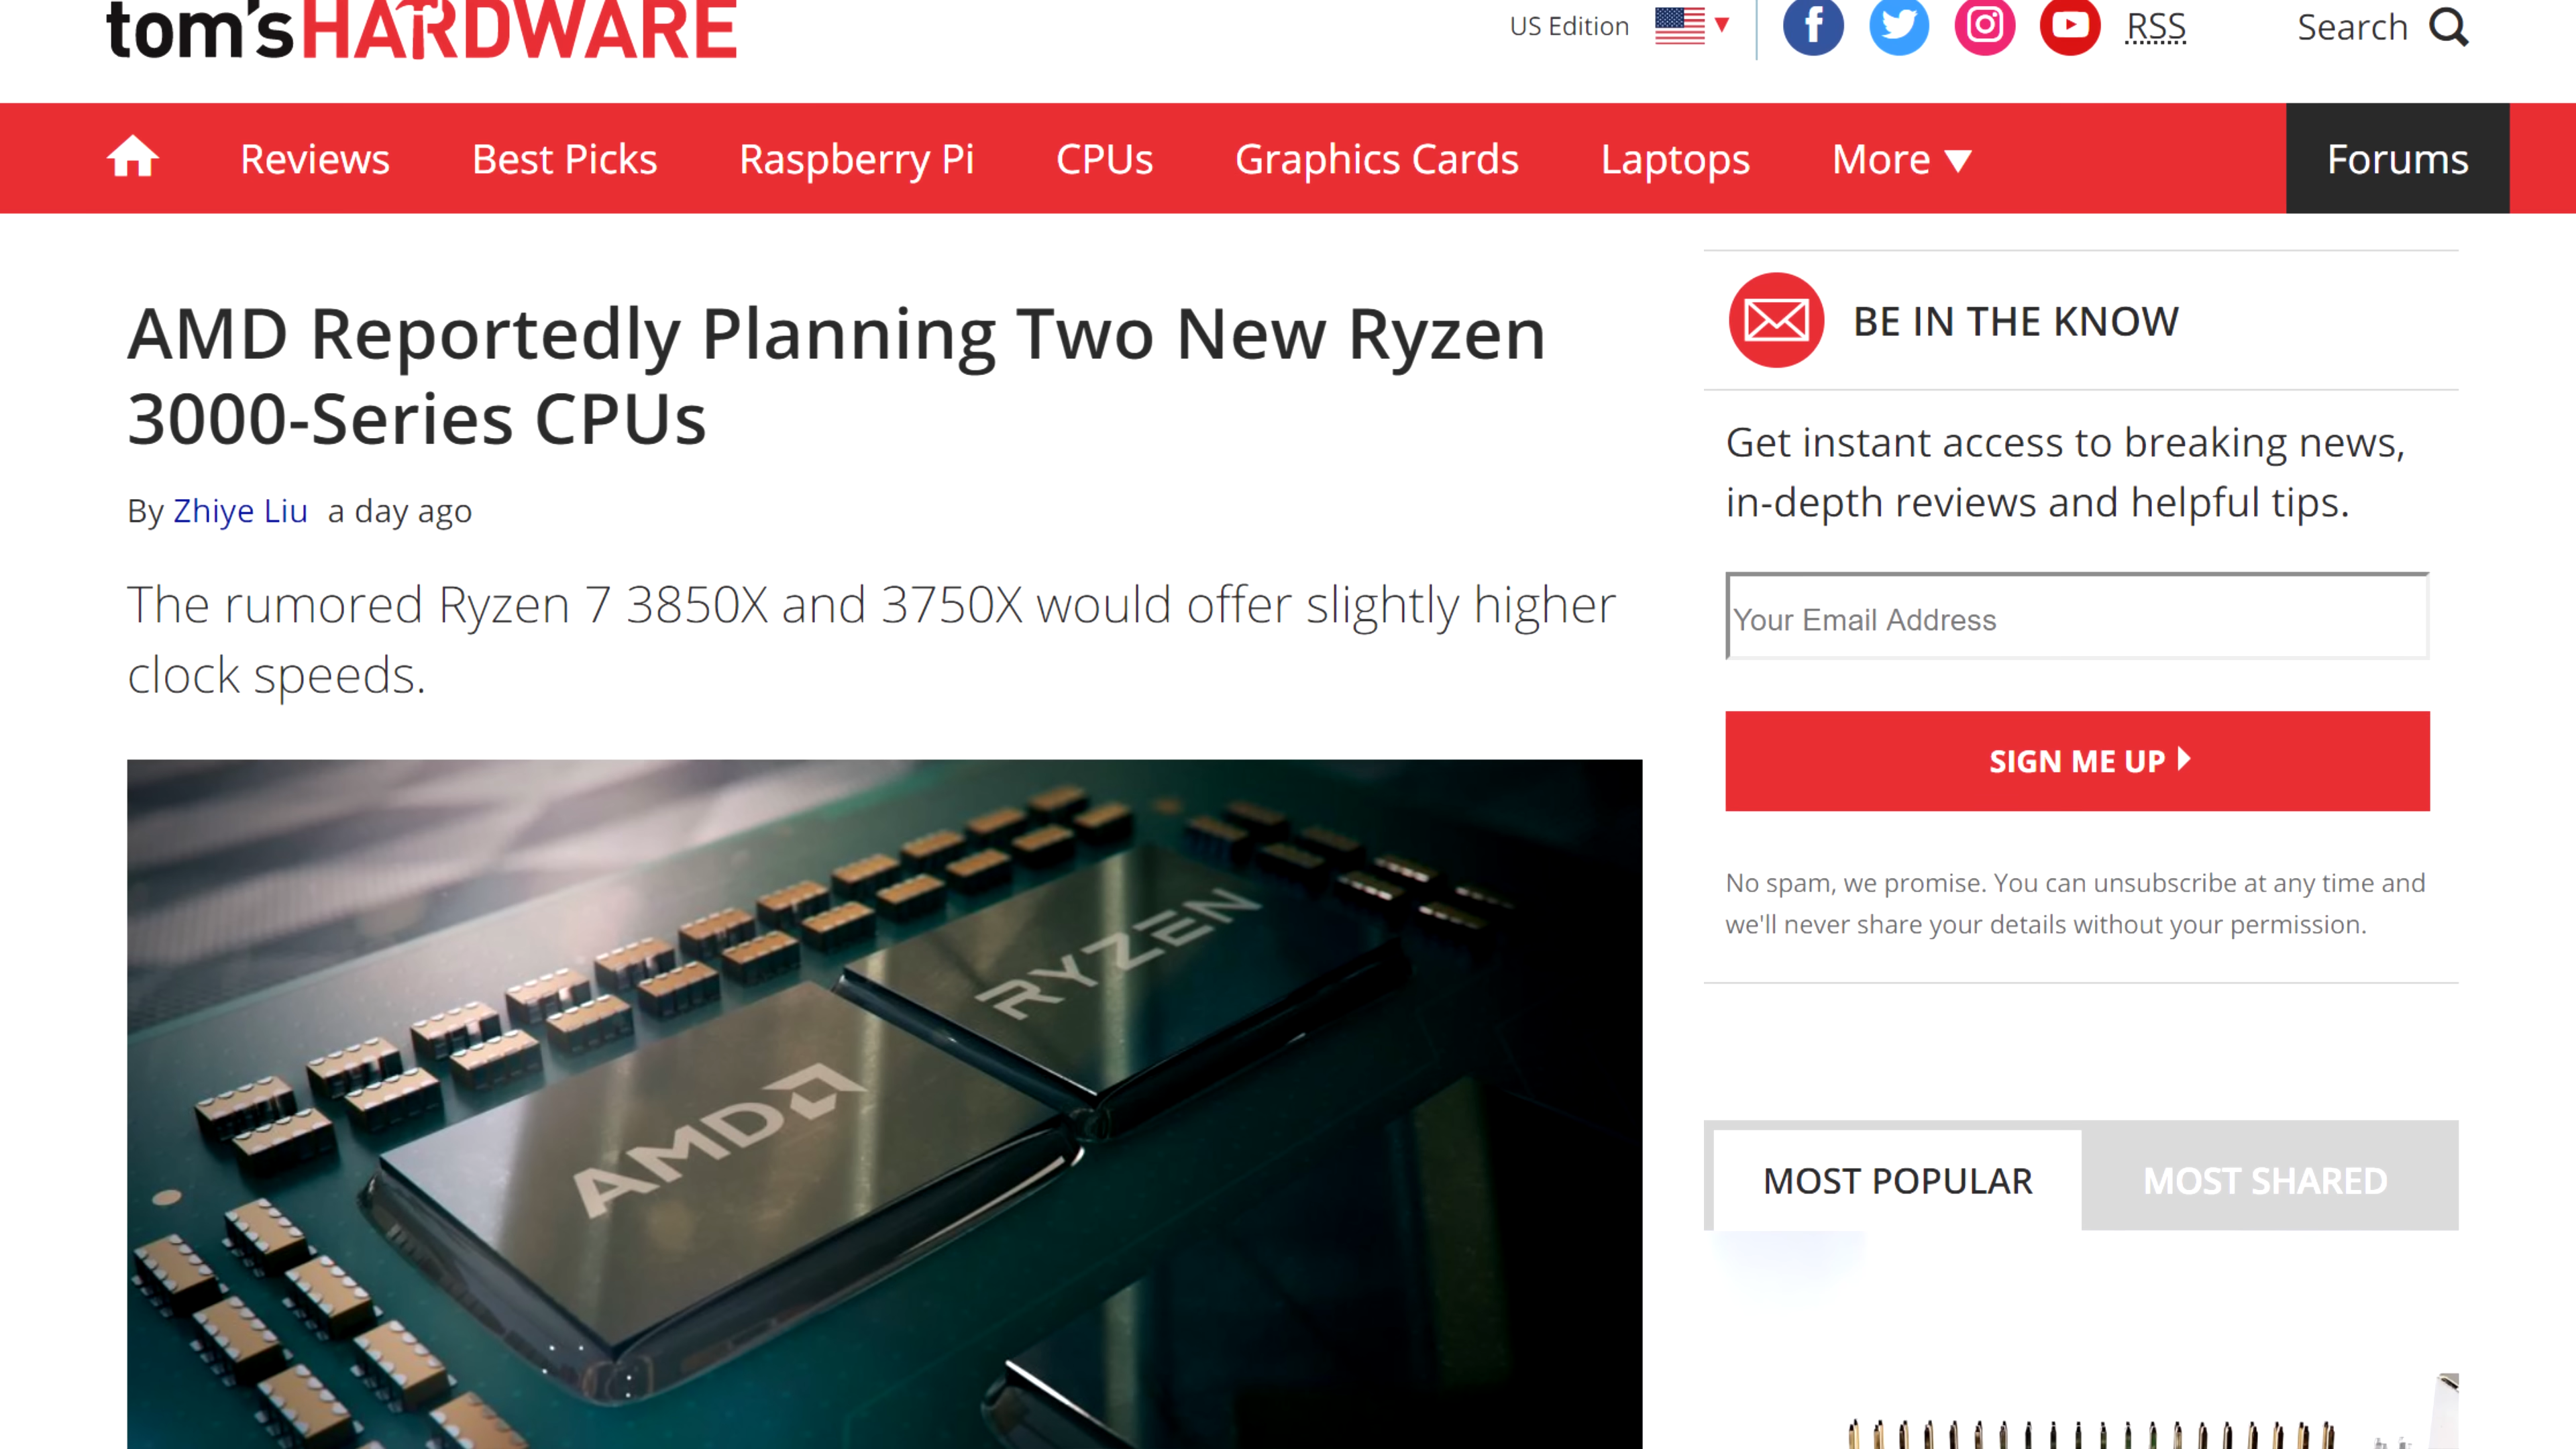 tom's HARDWARE
US Edition
RSS
Search
Reviews
Best Picks
Raspberry Pi
CPUs
Graphics Cards
Laptops
More
Forums
AMD Reportedly Planning Two New Ryzen
3000-Series CPUs
By Zhiye Liu a day ago
The rumored Ryzen 7 3850X and 3750X would offer slightly higher
clock speeds.
RYZEN
AMD
BE IN THE KNOW
Get instant access to breaking news,
in-depth reviews and helpful tips.
Your Email Address
SIGN ME UP
No spam, we promise. You can unsubscribe at any time and
we'll never share your details without your permission.
MOST POPULAR
MOST SHARED